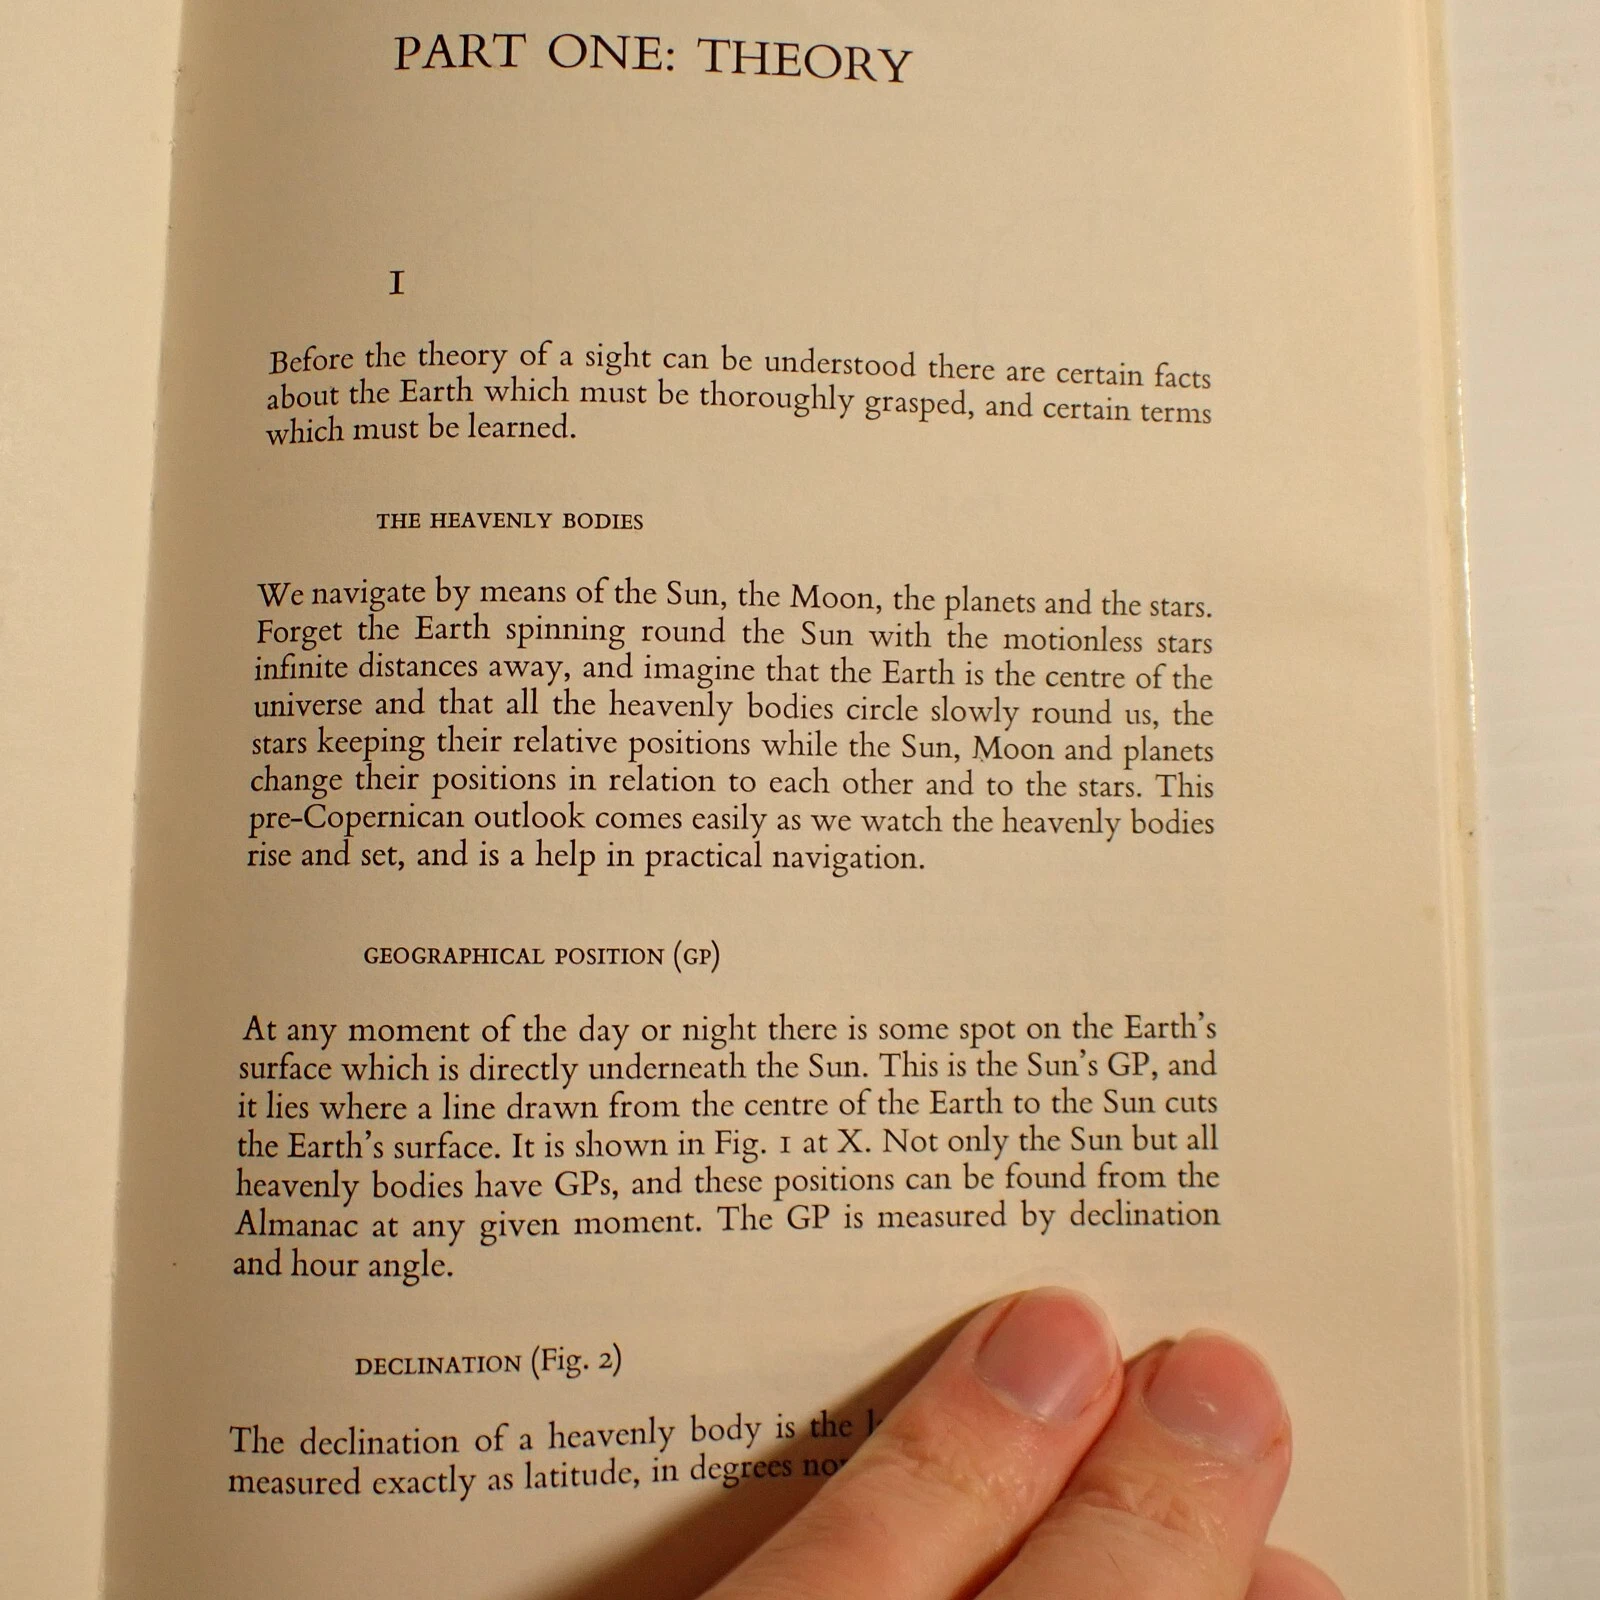 PART ONE: THEORY
I
Before the theory of a sight can be understood there are certain facts
about the Earth which must be thoroughly grasped, and certain terms
which must be learned.
THE HEAVENLY BODIES
We navigate by means of the Sun, the Moon, the planets and the stars.
Forget the Earth spinning round the Sun with the motionless stars
infinite distances away, and imagine that the Earth is the centre of the
universe and that all the heavenly bodies circle slowly round us, the
stars keeping their relative positions while the Sun, Moon and planets
change their positions in relation to each other and to the stars. This
pre-Copernican outlook comes easily as we watch the heavenly bodies
rise and set, and is a help in practical navigation.
GEOGRAPHICAL POSITION (GP)
At any moment of the day or night there is some spot on the Earth's
surface which is directly underneath the Sun. This is the Sun's GP, and
it lies where a line drawn from the centre of the Earth to the Sun cuts
the Earth's surface. It is shown in Fig. 1 at X. Not only the Sun but all
heavenly bodies have GPs, and these positions can be found from the
Almanac at any given moment. The GP is measured by declination
and hour angle.
DECLINATION (Fig. 2)
The declination of a heavenly body is the
measured exactly as latitude, in degrees